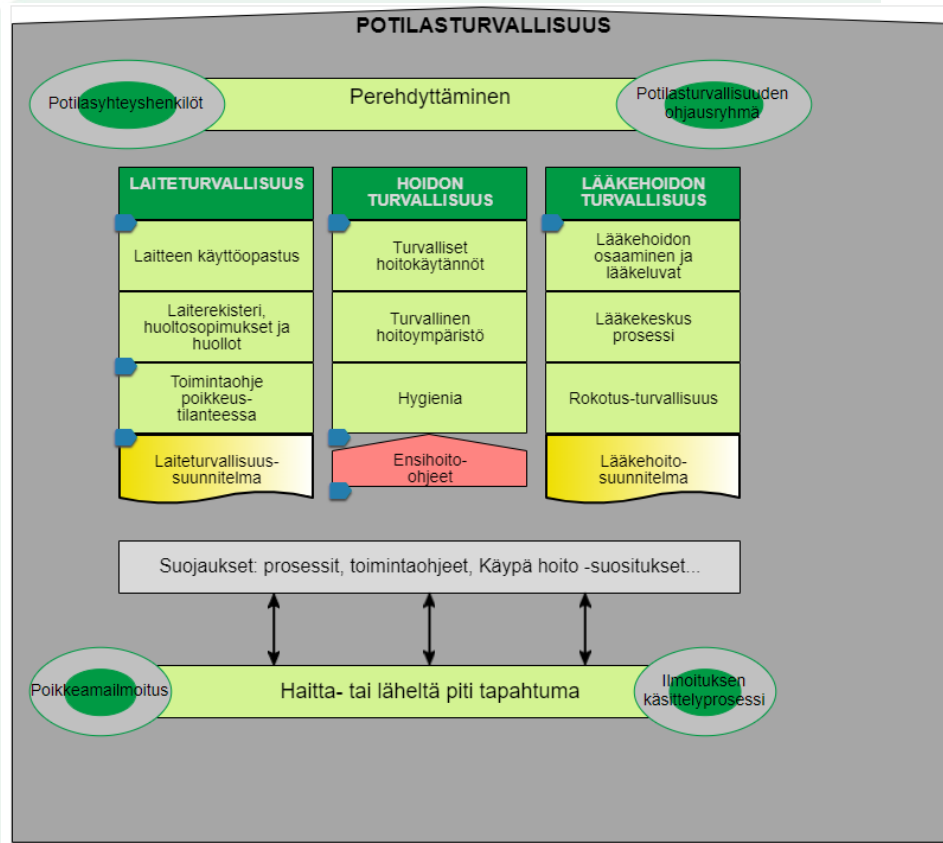 POTILASTURVALLISUUS
Potilasyhteyshenkilöt
Perehdyttäminen
Potilasturvallisuuden
ohjausryhmä
LAITETURVALLISUUS
HOIDON
TURVALLISUUS
LÄÄKEHOIDON
TURVALLISUUS
Laitteen käyttöopastus
Turvalliset
hoitokäytännöt
Lääkehoidon
osaaminen ja
lääkeluvat
Laiterekisteri,
huoltosopimukset ja
huollot
Turvallinen
hoitoympäristö
Lääkekeskus
prosessi
Toimintaohje
poikkeus-
tilanteessa
Hygienia
Rokotus-turvallisuus
Laiteturvallisuus-
suunnitelma
Ensihoito-
ohjeet
Lääkehoito-
suunnitelma
Suojaukset: prosessit, toimintaohjeet, Käypä hoito -suositukset...
Poikkeamailmoitus
Haitta- tai läheltä piti tapahtuma
Ilmoituksen
käsittelyprosessi